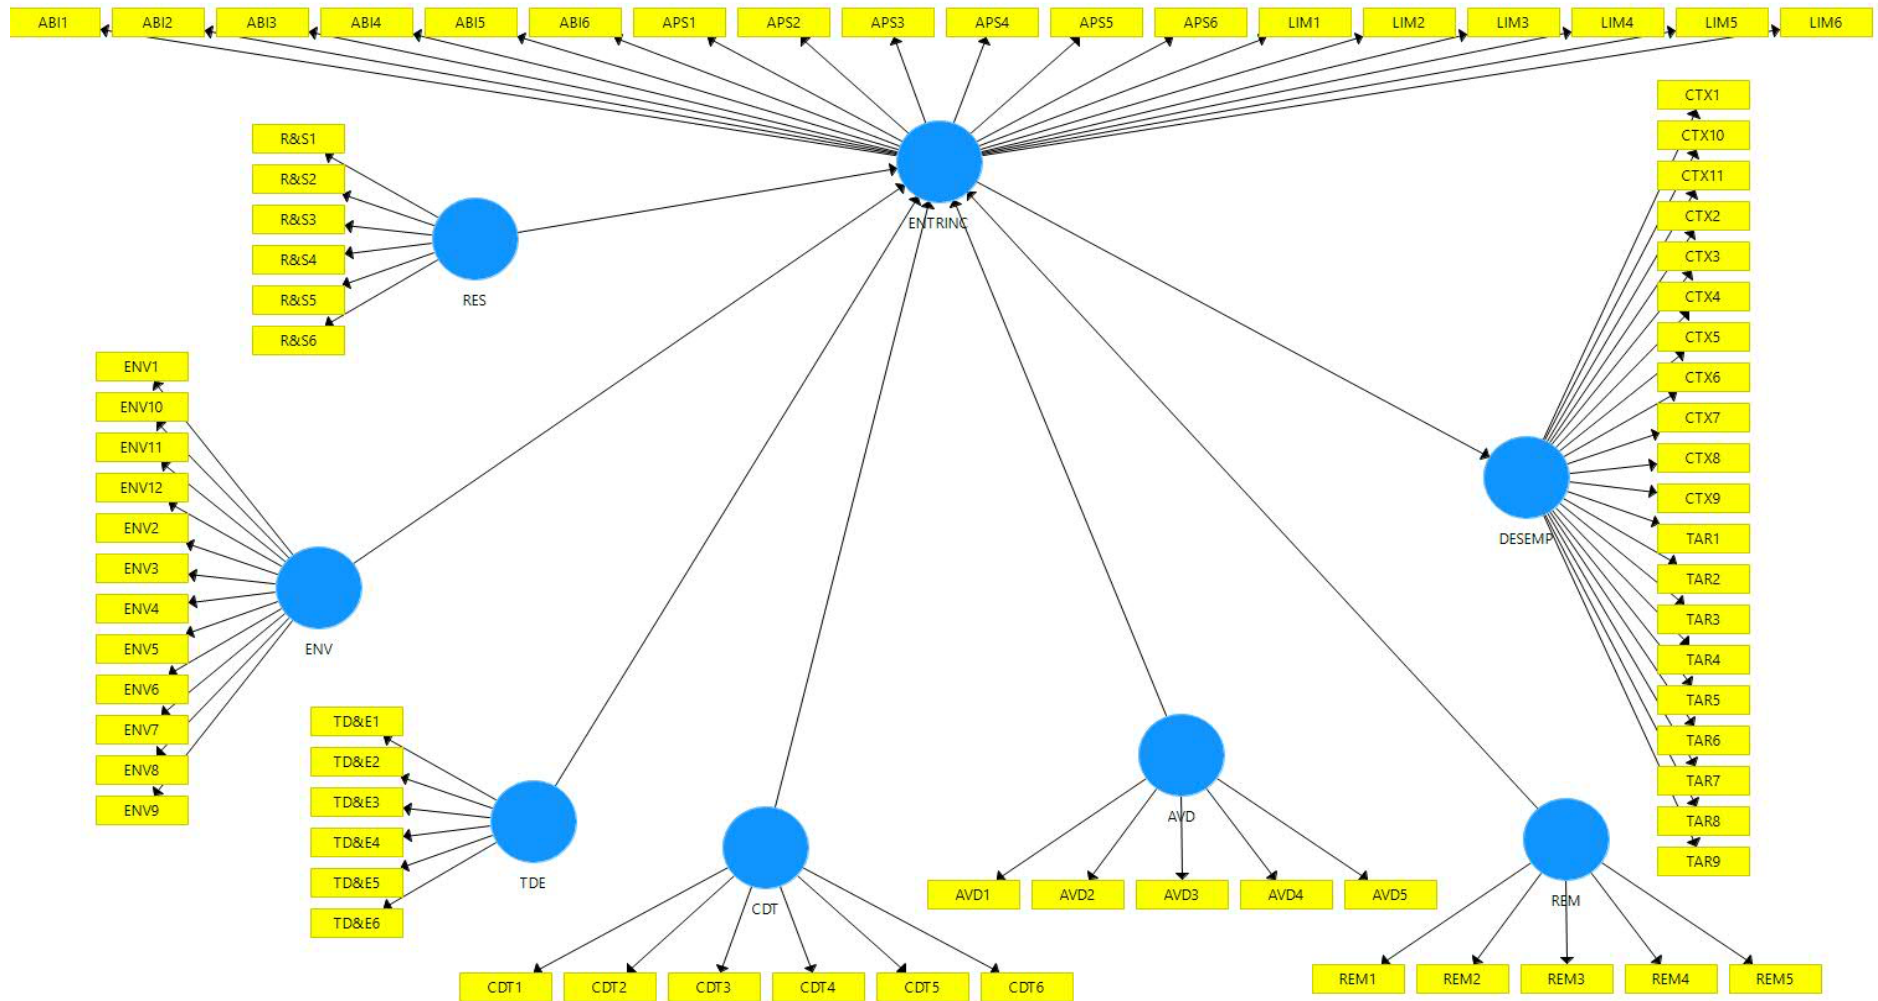 ABI1
ABI2
ABI3
ABI4
ABI5
ABI6
APS1
APS2
APS3
APS4
APS5
APS6
LIM1
LIM2
LIM3
LIM4
LIM5
LIM6
ENTRINC
R&S1
R&S2
R&S3
R&S4
R&S5
R&S6
RES
ENV1
ENV10
ENV11
ENV12
ENV2
ENV3
ENV4
ENV5
ENV6
ENV7
ENV8
ENV9
ENV
TD&E1
TD&E2
TD&E3
TD&E4
TD&E5
TD&E6
TDE
CDT
CDT1
CDT2
CDT3
CDT4
CDT5
CDT6
AVD
AVD1
AVD2
AVD3
AVD4
AVD5
REM
REM1
REM2
REM3
REM4
REM5
DESEMP
CTX1
CTX10
CTX11
CTX2
CTX3
CTX4
CTX5
CTX6
CTX7
CTX8
CTX9
TAR1
TAR2
TAR3
TAR4
TAR5
TAR6
TAR7
TAR8
TAR9